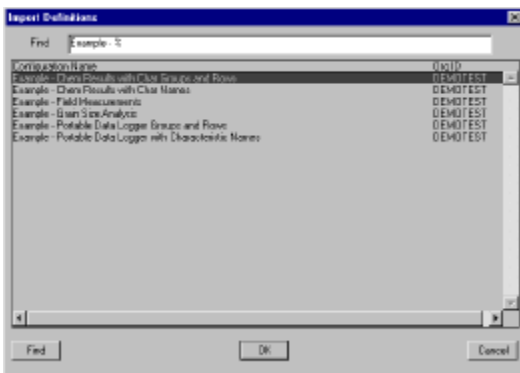 Import Definitions
Find Example - %
Configuration Name Org ID
Example - Chem Results with Char Groups and Rows DEMOTEST
Example - Chem Results with Char Names DEMOTEST
Example - Field Measurements DEMOTEST
Example - Grain Size Analysis DEMOTEST
Example - Portable Data Logger Groups and Rows DEMOTEST
Example - Portable Data Logger with Characteristic Names DEMOTEST
Find OK Cancel